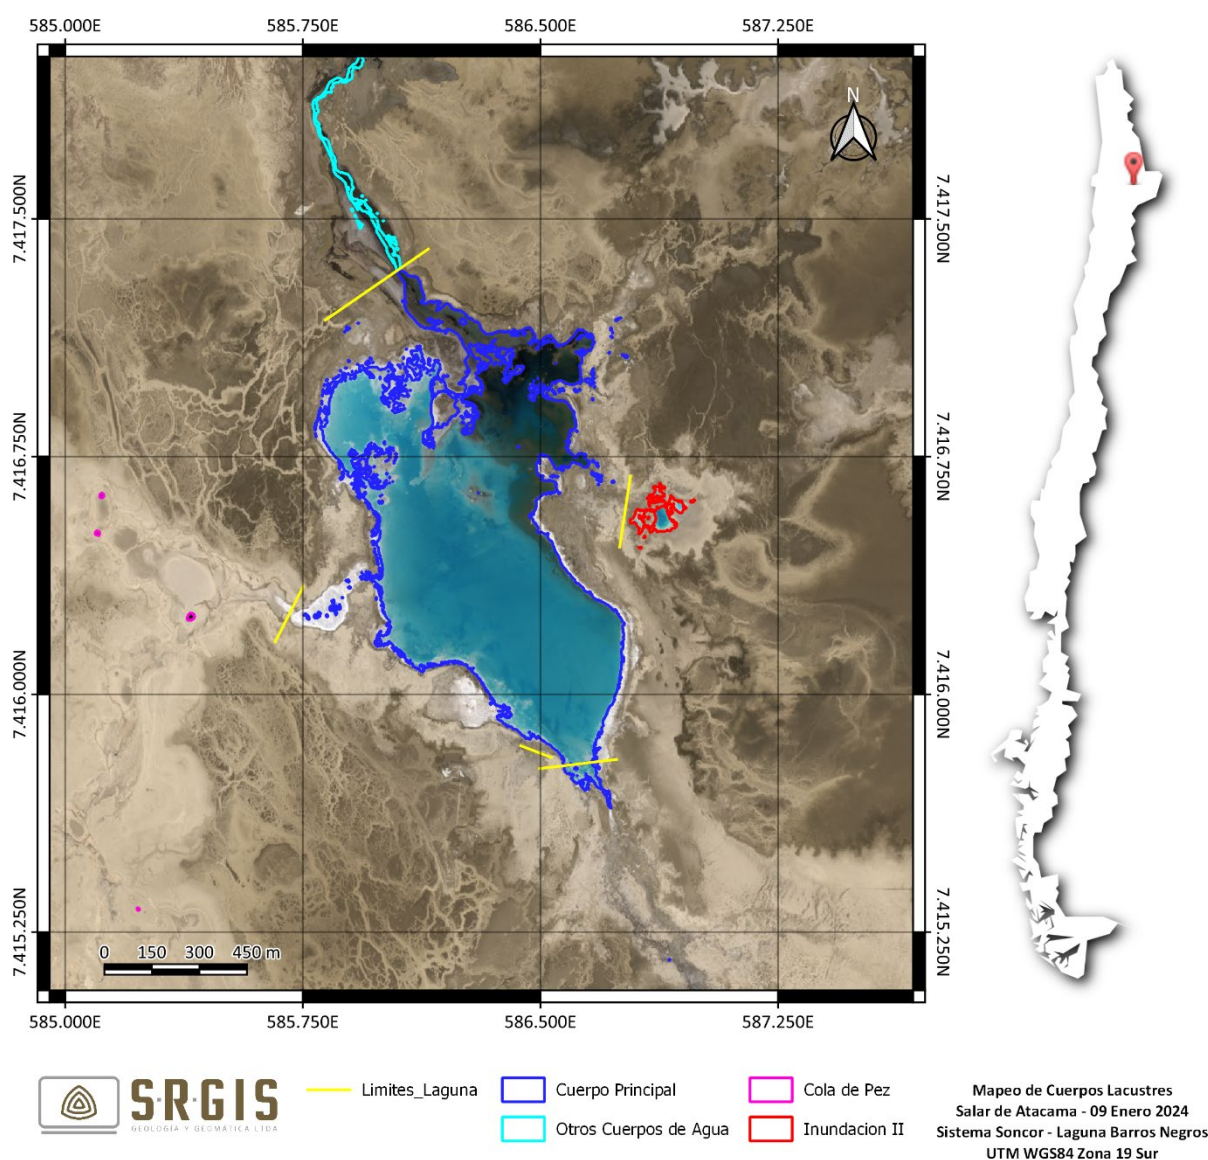 585.000E 585.750E 586.500E 587.250E
N
7.417.500N 7.417.500N
7.416.750N 7.416.750N
7.416.000N 7.416.000N
7.415.250N 7.415.250N
0 150 300 450 m
585.000E 585.750E 586.500E 587.250E
S·R·GIS
GEOLOGÍA Y GEOMÁTICA LTDA
Limites_Laguna
Cuerpo Principal
Otros Cuerpos de Agua
Cola de Pez
Inundacion II
Mapeo de Cuerpos Lacustres
Salar de Atacama - 09 Enero 2024
Sistema Soncor - Laguna Barros Negros
UTM WGS84 Zona 19 Sur